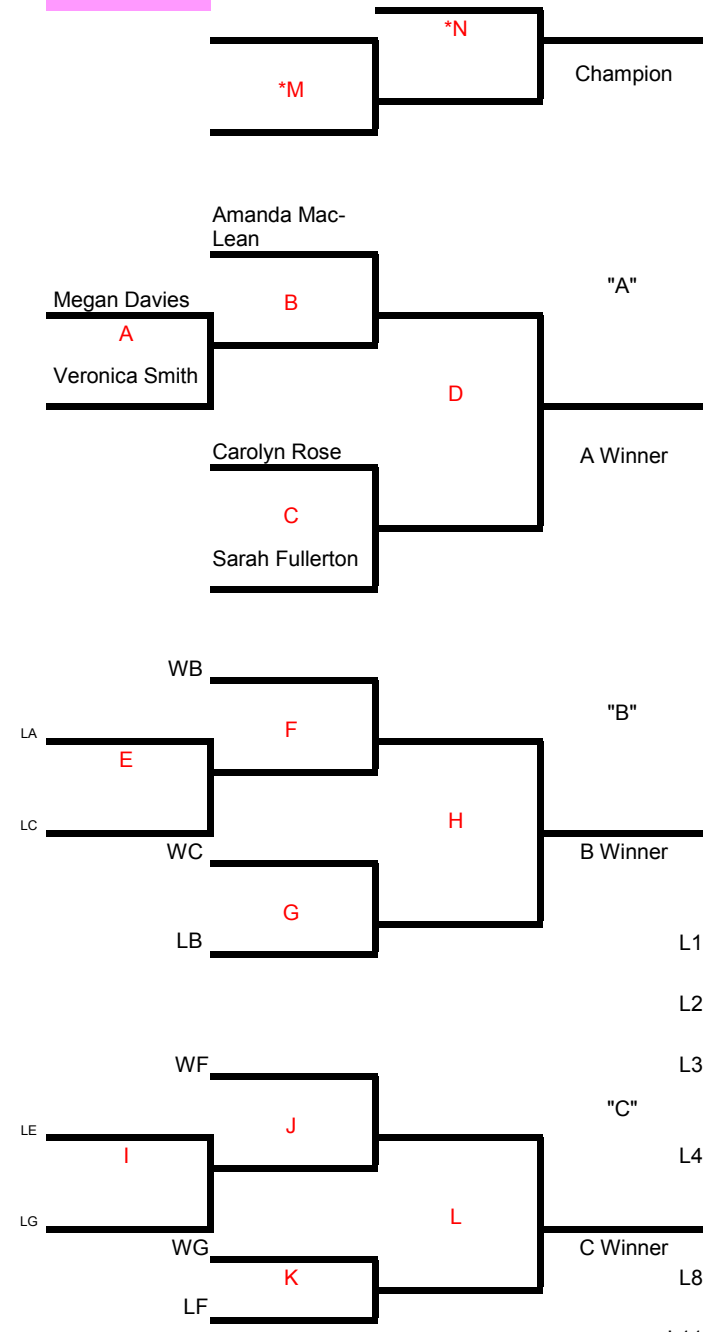 *N
Champion
*M
Amanda Mac-
Lean
"A"
Megan Davies
B
A
Veronica Smith
D
Carolyn Rose
A Winner
C
Sarah Fullerton
WB
"B"
LA
F
E
H
LC
WC
B Winner
G
LB
L1
L2
WF
L3
"C"
LE
J
I
L4
L
LG
WG
C Winner
K
L8
LF